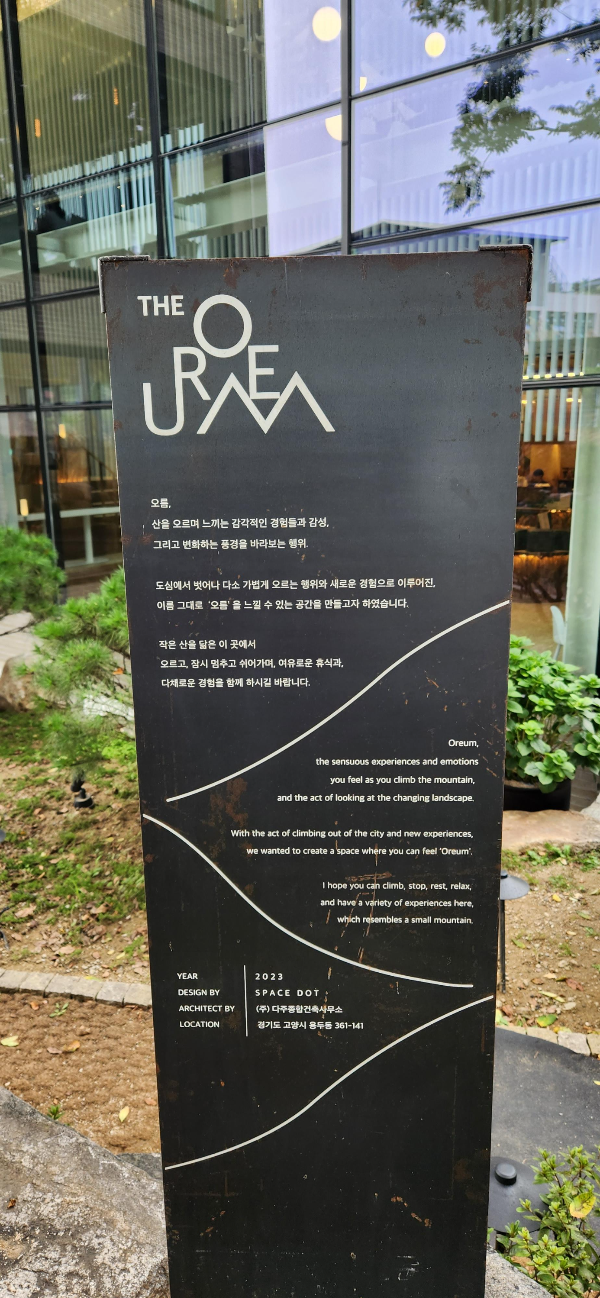 THE
OREUM
오름,
산을 오르며 느끼는 감각적인 경험들과 감성,
그리고 변화하는 풍경을 바라보는 행위.
도심에서 벗어나 다소 가볍게 오르는 행위와 새로운 경험으로 이루어진,
이름 그대로 '오름' 을 느낄 수 있는 공간을 만들고자 하였습니다.
작은 산을 닮은 이 곳에서
오르고, 잠시 멈추고 쉬어가며, 여유로운 휴식과,
다채로운 경험을 함께 하시길 바랍니다.
Oreum,
the sensuous experiences and emotions
you feel as you climb the mountain,
and the act of looking at the changing landscape.
With the act of climbing out of the city and new experiences,
we wanted to create a space where you can feel 'Oreum'.
I hope you can climb, stop, rest, relax,
and have a variety of experiences here,
which resembles a small mountain.
YEAR 2023
DESIGN BY SPACE DOT
ARCHITECT BY (주) 다주종합건축사무소
LOCATION 경기도 고양시 용두동 361-141